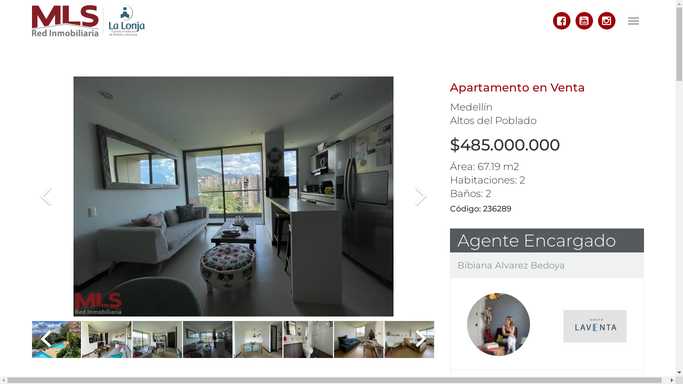 MLS
Red Inmobiliaria
La Lonja
Apartamento en Venta
Medellín
Altos del Poblado
$485.000.000
Área: 67.19 m2
Habitaciones: 2
Baños: 2
Código: 236289
MLS
Red Inmobiliaria
Agente Encargado
Bibiana Alvarez Bedoya
LAVENTA